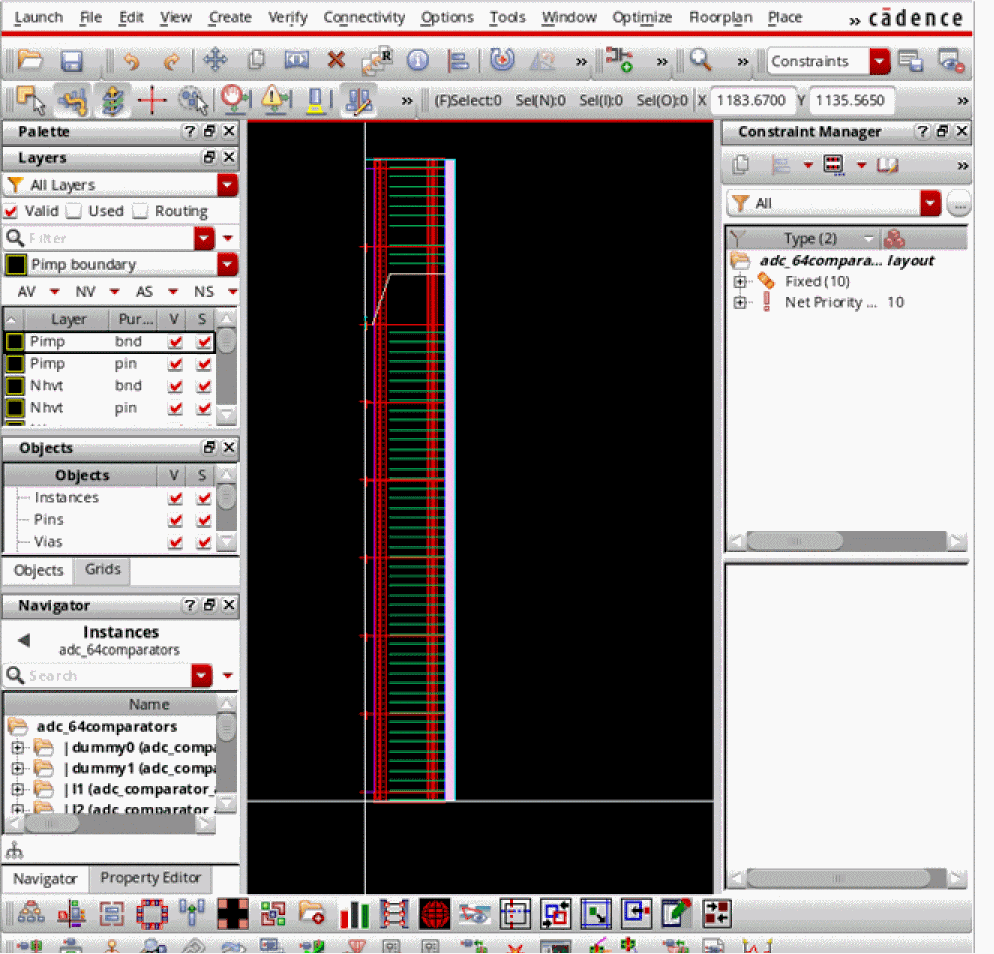 Launch File Edit View Create Verify Connectivity Options Tools Window Optimize Floorplan Place » cādence
R » » » Constraints
» (F)Select:0 Sel(N):0 Sel(I):0 Sel(O):0 X 1183.6700 Y 1135.5650 »
Palette ?
Layers
All Layers
Valid Used Routing
Filter
Pimp boundary
AV NV AS NS
Layer Pur... V S
Pimp bnd
Pimp pin
Nhvt bnd
Nhvt pin
Objects
Objects V S
Instances
Pins
Vias
Objects Grids
Navigator ?
Instances
adc_64comparators
Search
Name
adc_64comparators
|dummy0 (adc_compa
|dummy1 (adc_compa
|I1 (adc_comparator_
|I2 (adc_comparator_
Navigator Property Editor
Constraint Manager ?
»
All ...
Type (2)
adc_64compara... layout
Fixed (10)
Net Priority ... 10